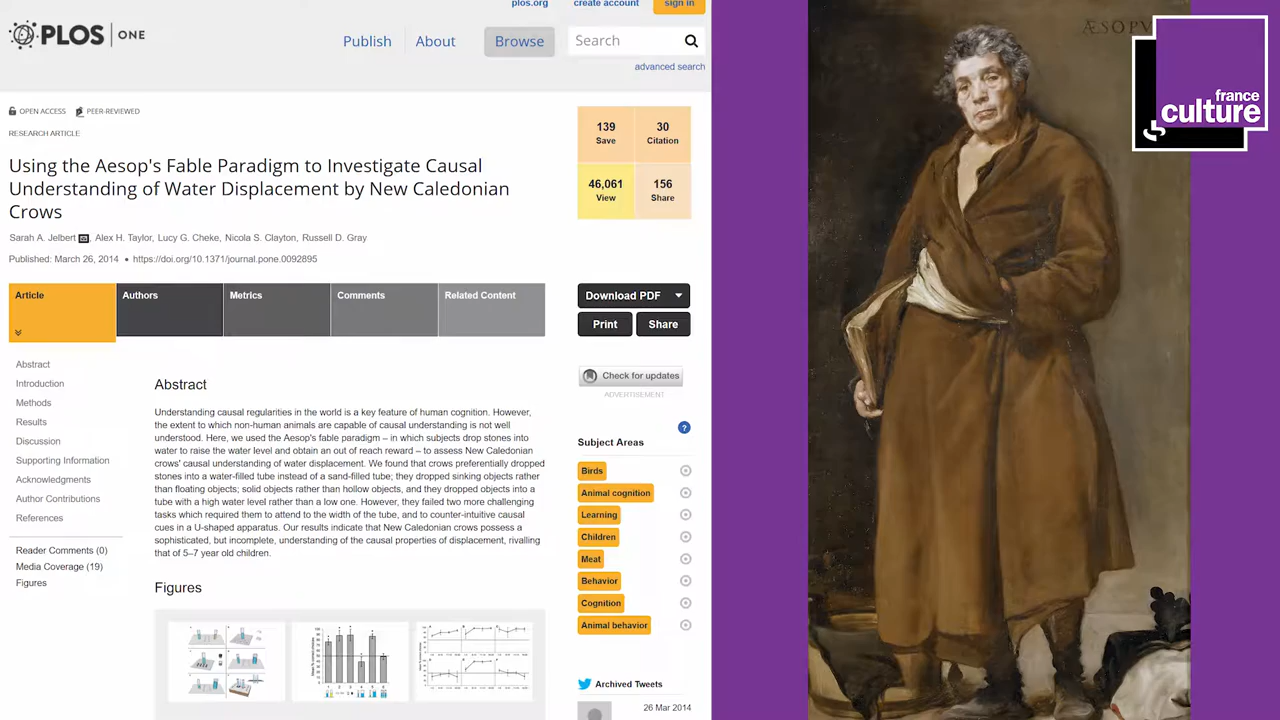 plos.org
create account
sign in
PLOS ONE
Publish
About
Browse
Search
advanced search
OPEN ACCESS
PEER-REVIEWED
RESEARCH ARTICLE
Using the Aesop's Fable Paradigm to Investigate Causal
Understanding of Water Displacement by New Caledonian
Crows
Sarah A. Jelbert, Alex H. Taylor, Lucy G. Cheke, Nicola S. Clayton, Russell D. Gray
Published: March 26, 2014 • https://doi.org/10.1371/journal.pone.0092895
139
Save
30
Citation
46,061
View
156
Share
Article
Authors
Metrics
Comments
Related Content
Download PDF
Print
Share
Check for updates
ADVERTISEMENT
Abstract
Introduction
Methods
Results
Discussion
Supporting Information
Acknowledgments
Author Contributions
References
Reader Comments (0)
Media Coverage (19)
Figures
Abstract
Understanding causal regularities in the world is a key feature of human cognition. However,
the extent to which non-human animals are capable of causal understanding is not well
understood. Here, we used the Aesop's fable paradigm – in which subjects drop stones into
water to raise the water level and obtain an out of reach reward – to assess New Caledonian
crows' causal understanding of water displacement. We found that crows preferentially dropped
stones into a water-filled tube instead of a sand-filled tube; they dropped sinking objects rather
than floating objects; solid objects rather than hollow objects, and they dropped objects into a
tube with a high water level rather than a low one. However, they failed two more challenging
tasks which required them to attend to the width of the tube, and to counter-intuitive causal
cues in a U-shaped apparatus. Our results indicate that New Caledonian crows possess a
sophisticated, but incomplete, understanding of the causal properties of displacement, rivalling
that of 5–7 year old children.
Figures
?
Subject Areas
Birds
Animal cognition
Learning
Children
Meat
Behavior
Cognition
Animal behavior
Archived Tweets
26 Mar 2014
ÆSOPV
france
culture